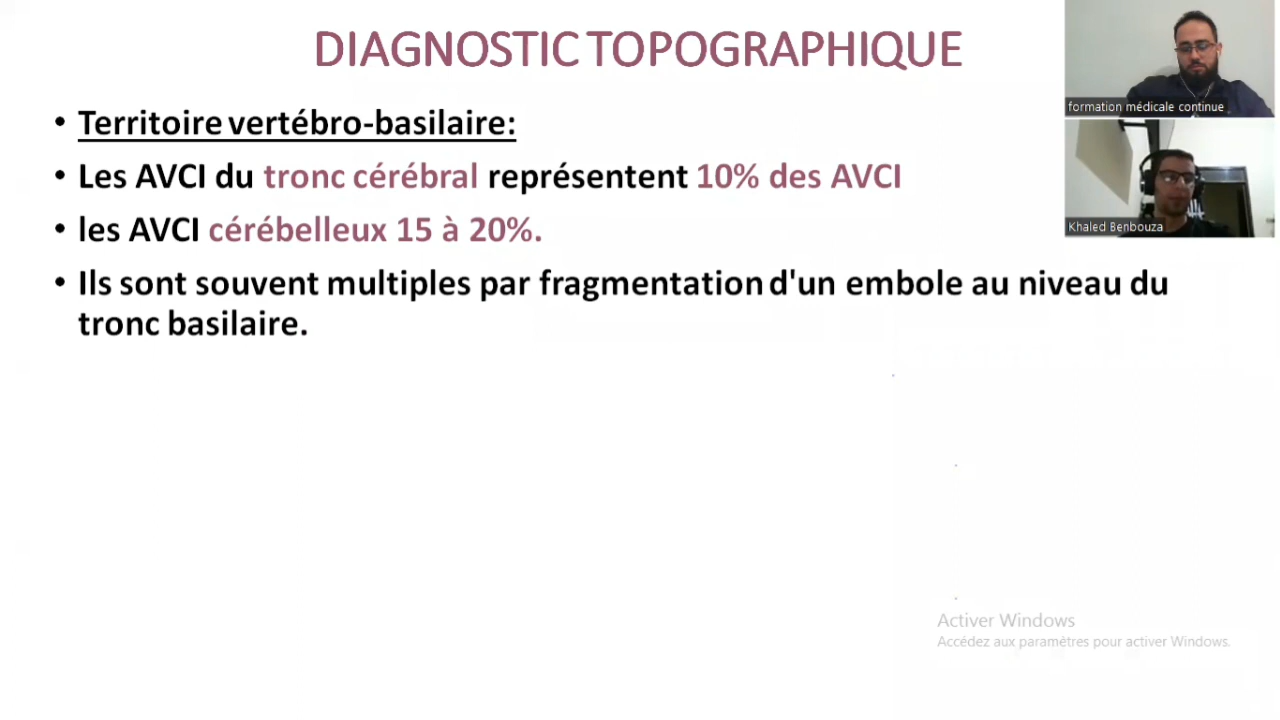 DIAGNOSTIC TOPOGRAPHIQUE
• Territoire vertébro-basilaire:
• Les AVCI du tronc cérébral représentent 10% des AVCI
• les AVCI cérébelleux 15 à 20%.
• Ils sont souvent multiples par fragmentation d'un embole au niveau du
tronc basilaire.
formation médicale continue
Khaled Benbouza
Activer Windows
Accédez aux paramètres pour activer Windows.